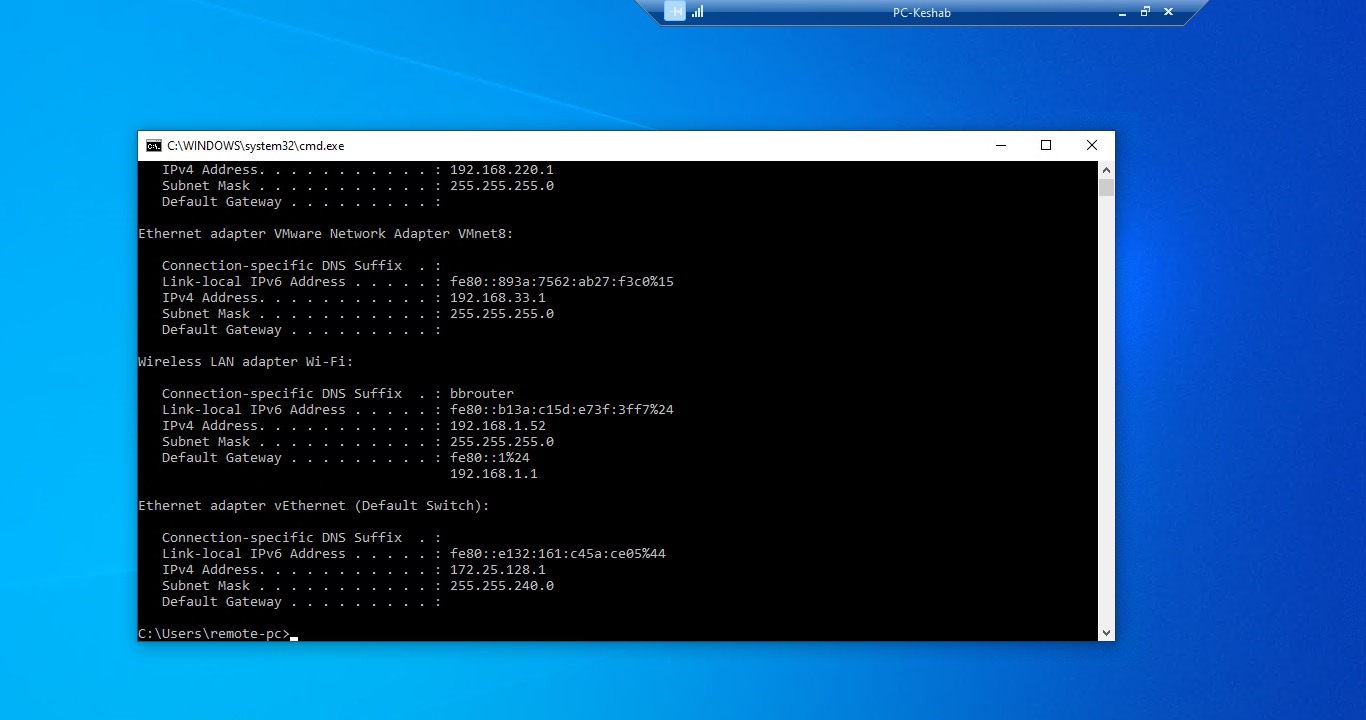 PC-Keshab
C:\WINDOWS\system32\cmd.exe
IPv4 Address. . . . . . . . . . . : 192.168.220.1
Subnet Mask . . . . . . . . . . . : 255.255.255.0
Default Gateway . . . . . . . . . :
Ethernet adapter VMware Network Adapter VMnet8:
Connection-specific DNS Suffix  . :
Link-local IPv6 Address . . . . . : fe80::893a:7562:ab27:f3c0%15
IPv4 Address. . . . . . . . . . . : 192.168.33.1
Subnet Mask . . . . . . . . . . . : 255.255.255.0
Default Gateway . . . . . . . . . :
Wireless LAN adapter Wi-Fi:
Connection-specific DNS Suffix  . : bbrouter
Link-local IPv6 Address . . . . . : fe80::b13a:c15d:e73f:3ff7%24
IPv4 Address. . . . . . . . . . . : 192.168.1.52
Subnet Mask . . . . . . . . . . . : 255.255.255.0
Default Gateway . . . . . . . . . : fe80::1%24
192.168.1.1
Ethernet adapter vEthernet (Default Switch):
Connection-specific DNS Suffix  . :
Link-local IPv6 Address . . . . . : fe80::e132:161:c45a:ce05%44
IPv4 Address. . . . . . . . . . . : 172.25.128.1
Subnet Mask . . . . . . . . . . . : 255.255.240.0
Default Gateway . . . . . . . . . :
C:\Users\remote-pc>